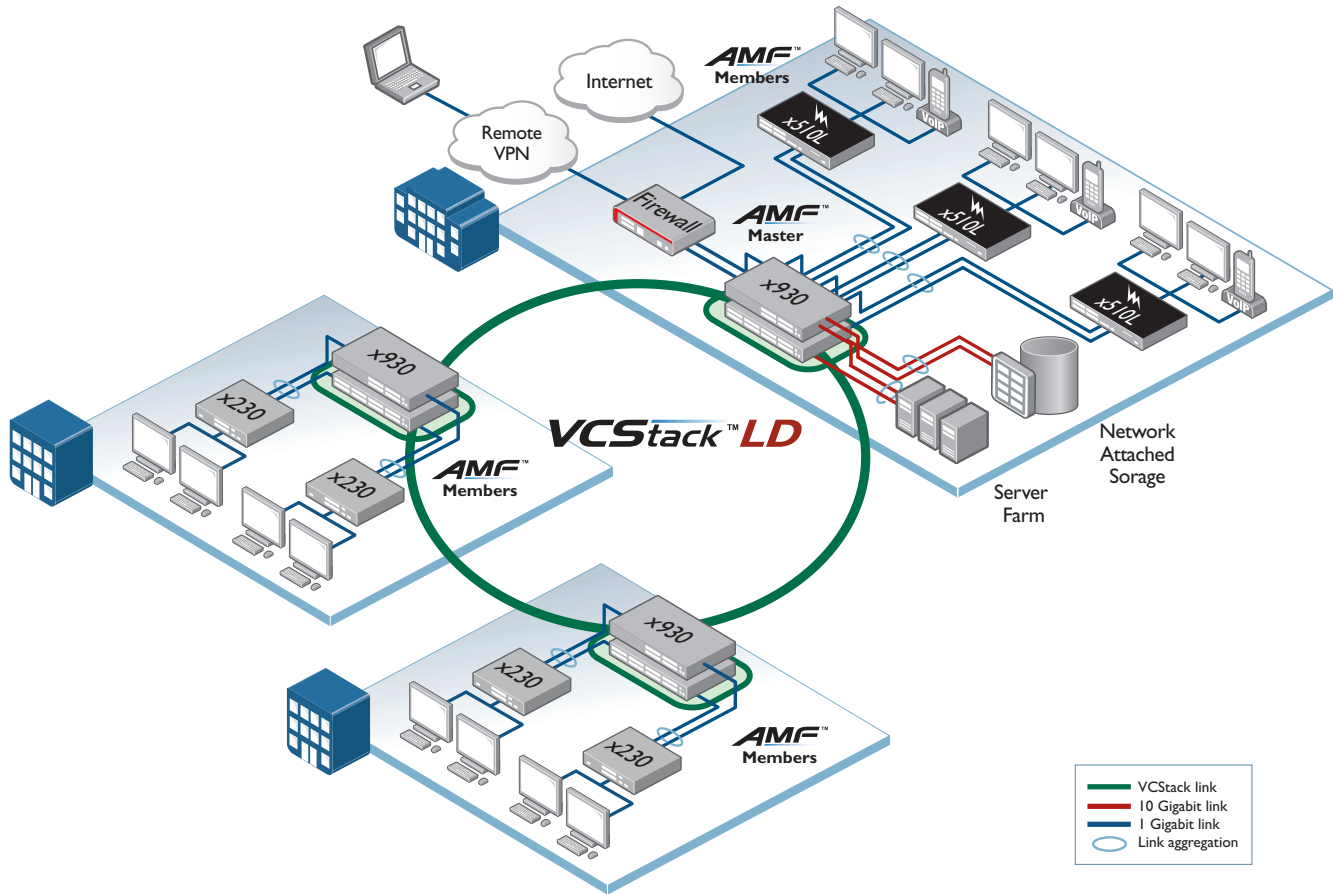 Internet
Remote
VPN
AMF™
Members
x510L
VoIP
x510L
VoIP
x510L
VoIP
Firewall
AMF™
Master
x930
x930
x230
x230
AMF™
Members
VCStack™ LD
Network
Attached
Sorage
Server
Farm
x930
x230
x230
AMF™
Members
VCStack link
10 Gigabit link
1 Gigabit link
Link aggregation